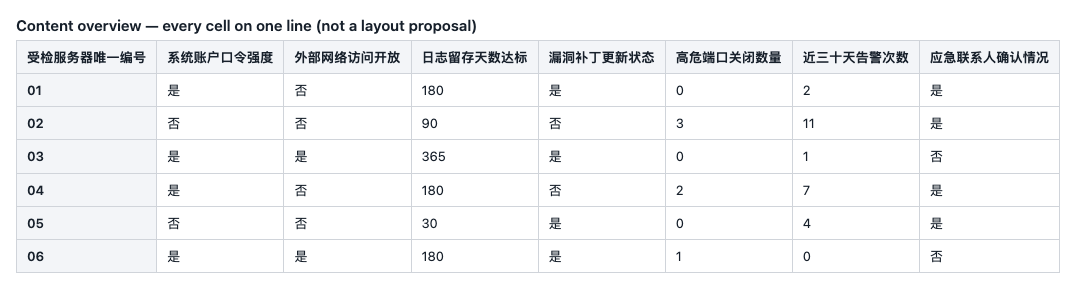 Content overview — every cell on one line (not a layout proposal)
受检服务器唯一编号 系统账户口令强度 外部网络访问开放 日志留存天数达标 漏洞补丁更新状态 高危端口关闭数量 近三十天告警次数 应急联系人确认情况
01 是 否 180 是 0 2 是
02 否 否 90 否 3 11 是
03 是 是 365 是 0 1 否
04 是 否 180 否 2 7 是
05 否 否 30 是 0 4 是
06 是 是 180 是 1 0 否